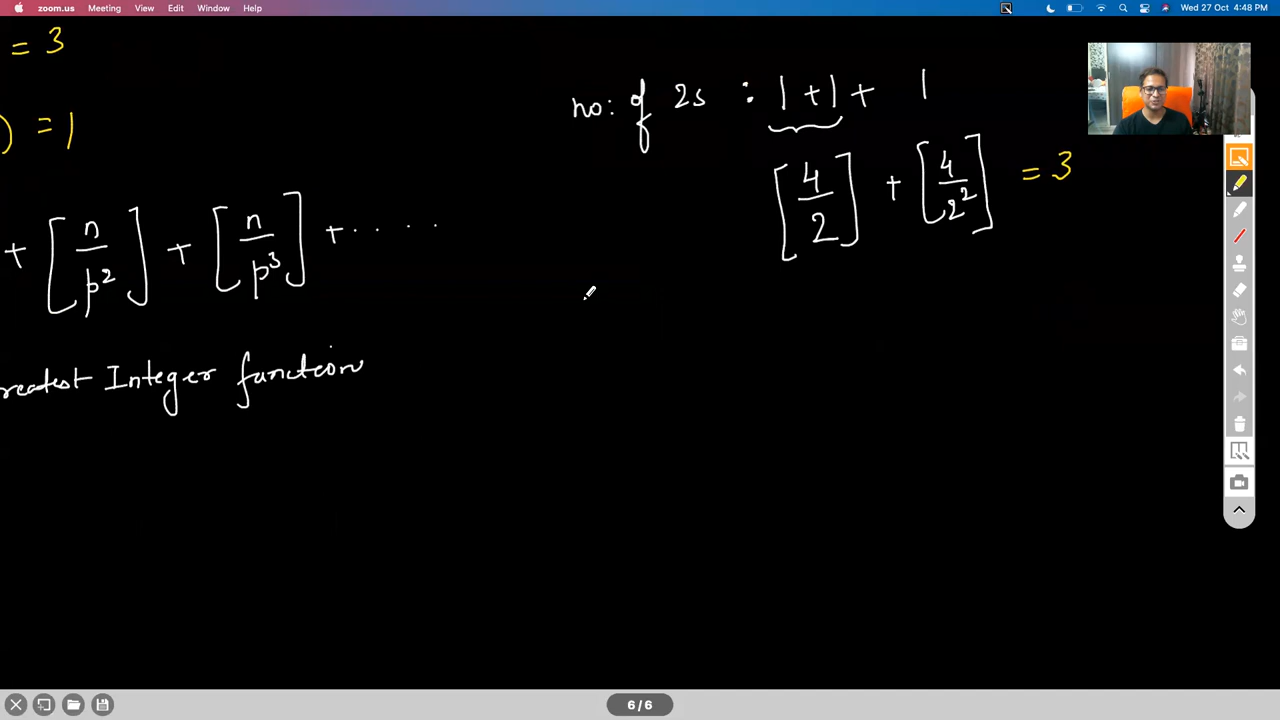 zoom.us Meeting View Edit Window Help Wed 27 Oct 4:48 PM
= 3
) = 1
+ [n/p²] + [n/p³] + . . . .
reatest Integer function
no: of 2s : 1 + 1 + 1
[4/2] + [4/2²] = 3
6 / 6